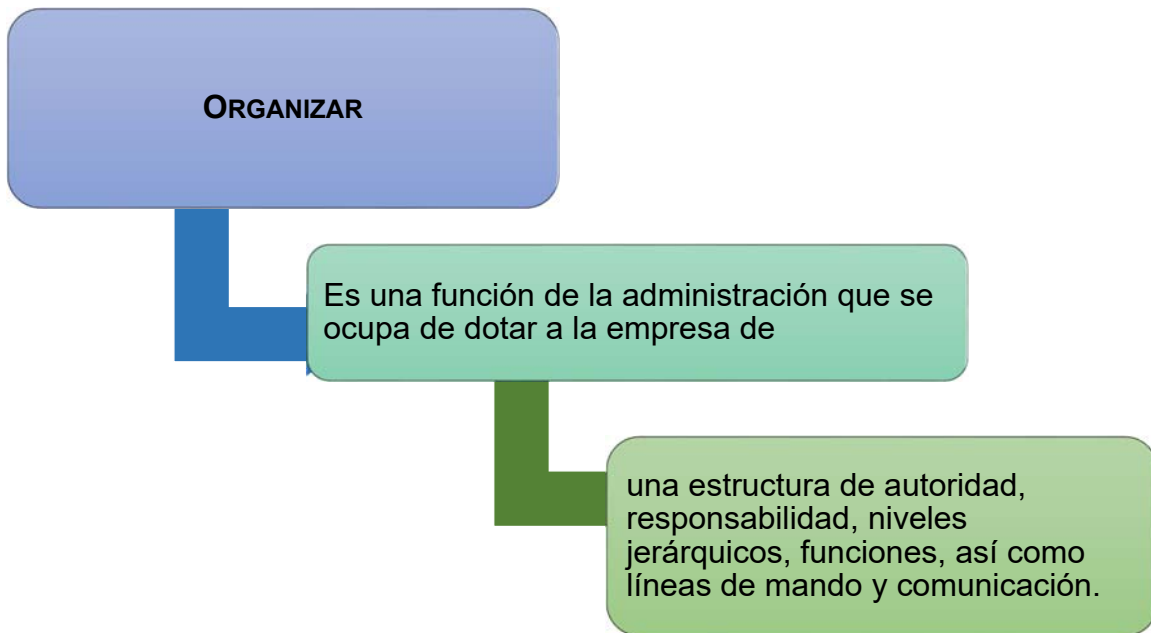 ORGANIZAR
Es una función de la administración que se
ocupa de dotar a la empresa de
una estructura de autoridad,
responsabilidad, niveles
jerárquicos, funciones, así como
líneas de mando y comunicación.